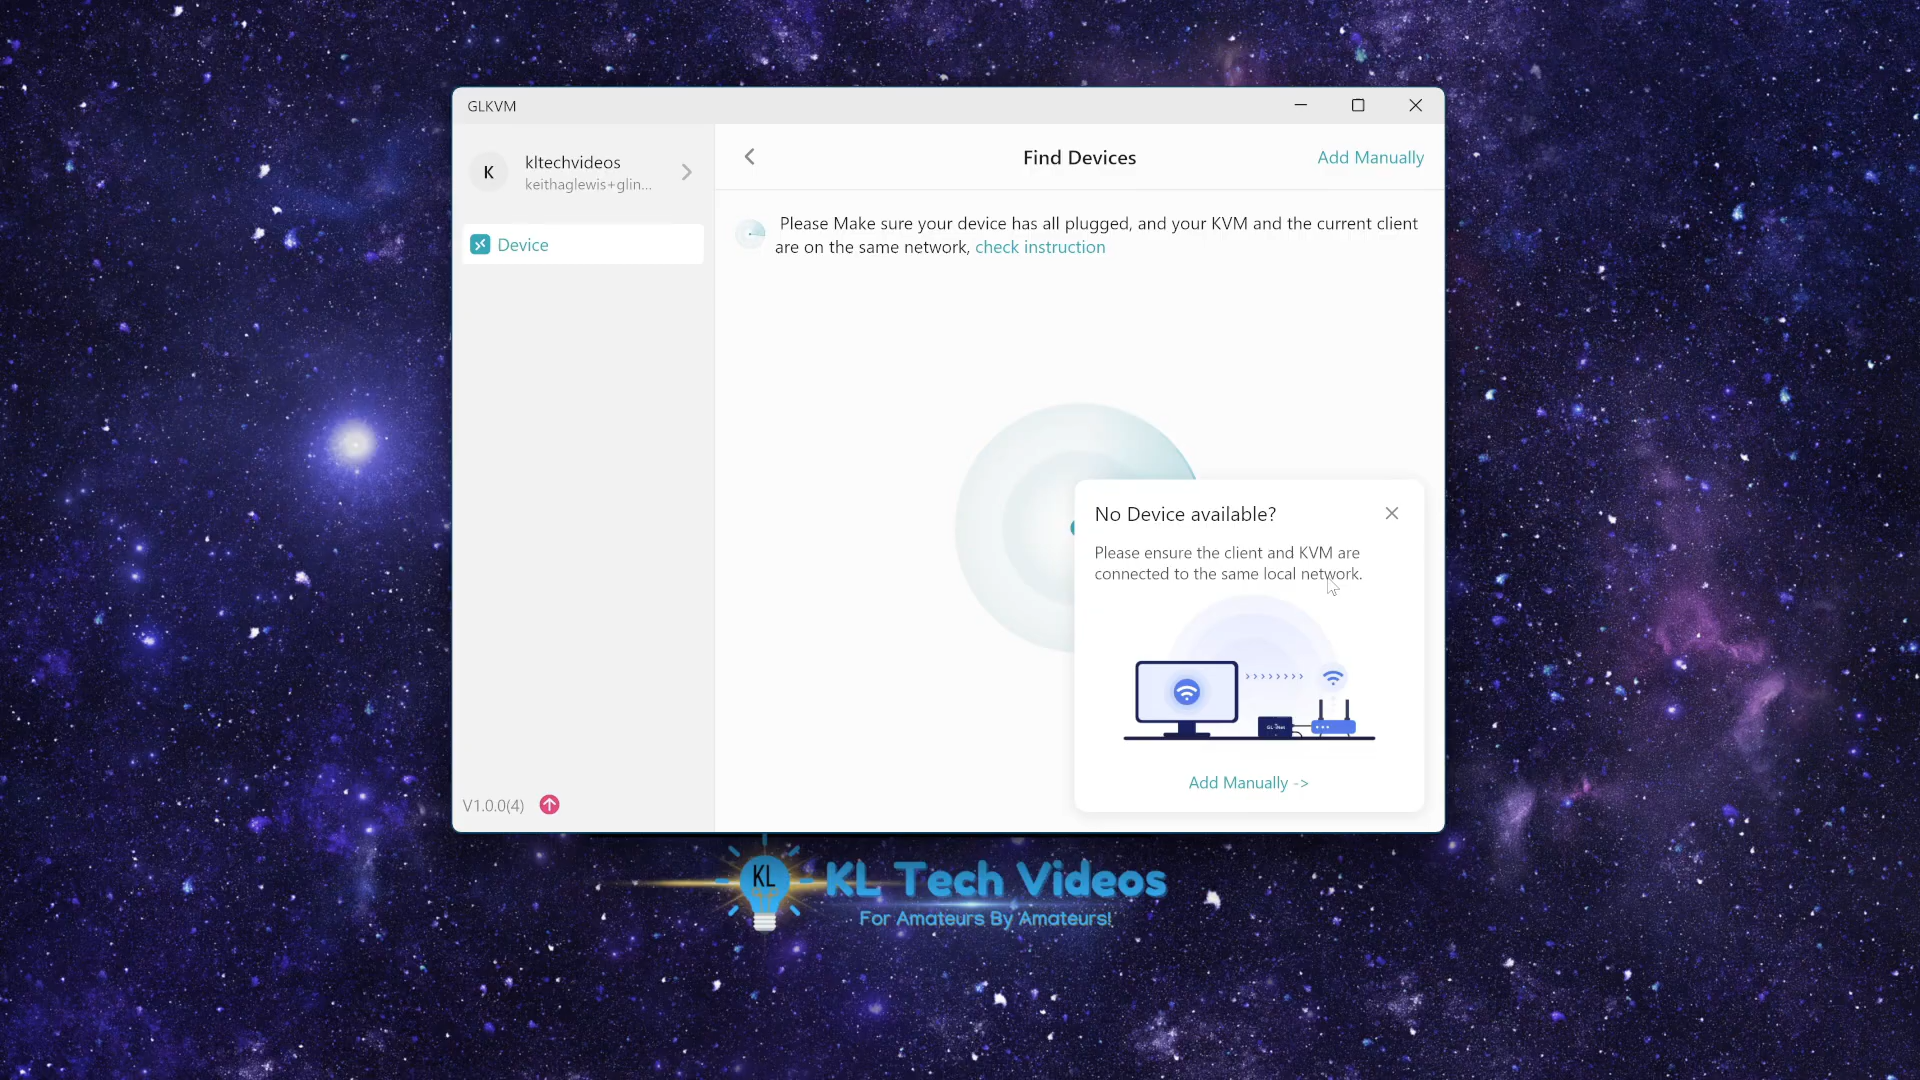 GLKVM
K
kltechvideos
keithaglewis+glin...
Device
V1.0.0(4)
Find Devices
Add Manually
Please Make sure your device has all plugged, and your KVM and the current client
are on the same network, check instruction
No Device available?
Please ensure the client and KVM are
connected to the same local network.
GL·iNet
Add Manually ->
KL
KL Tech Videos
For Amateurs By Amateurs!